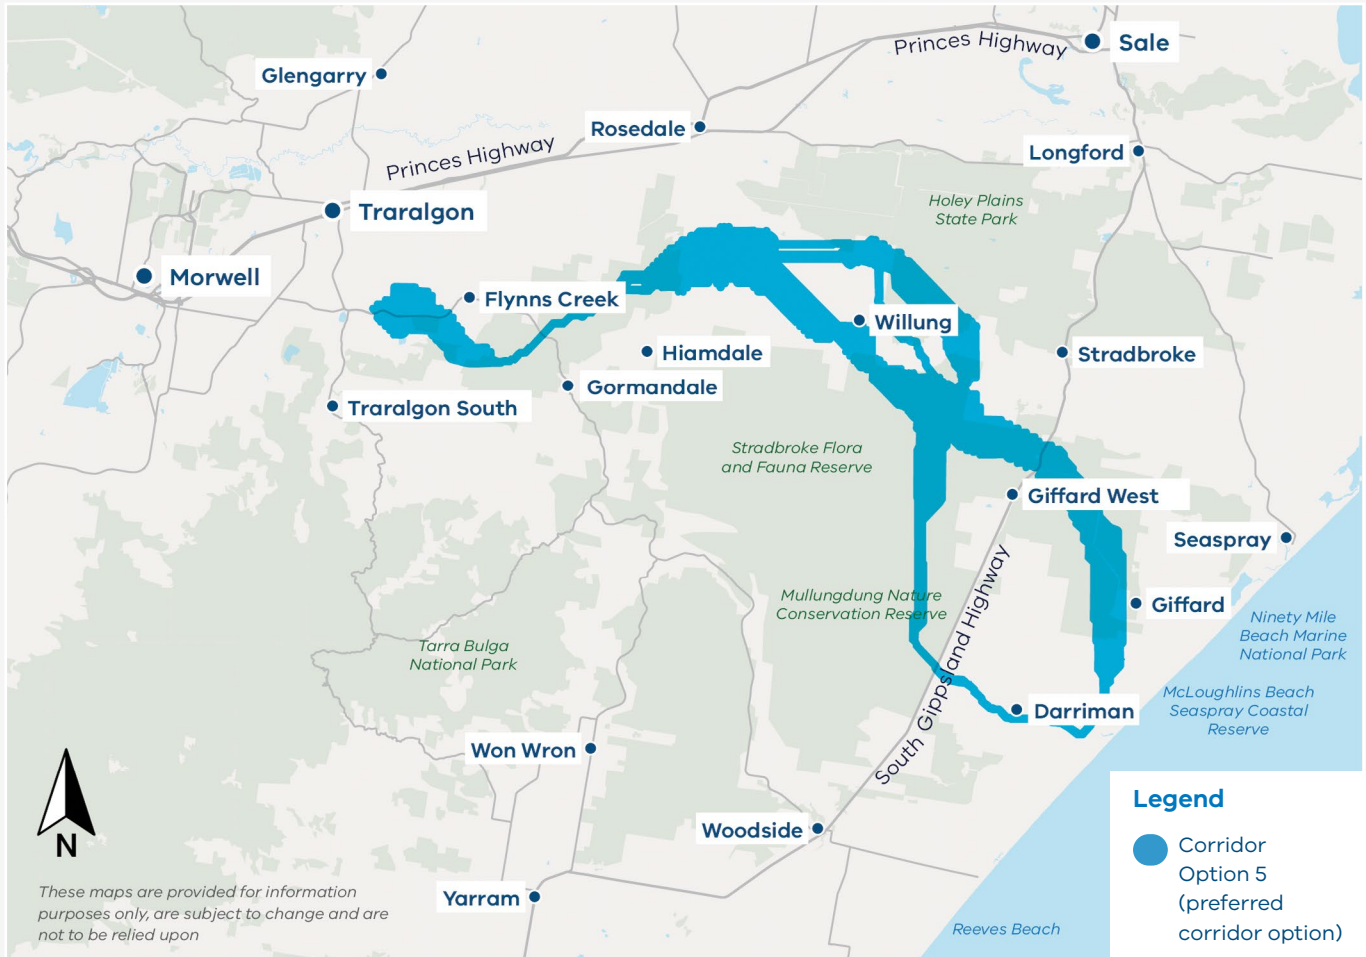 Princes Highway
Sale
Glengarry
Rosedale
Longford
Princes Highway
Holey Plains
State Park
Traralgon
Morwell
Flynns Creek
Willung
Hiamdale
Stradbroke
Gormandale
Traralgon South
Stradbroke Flora
and Fauna Reserve
Giffard West
Seaspray
Mullungdung Nature
Conservation Reserve
Giffard
Ninety Mile
Beach Marine
National Park
Tarra Bulga
National Park
South Gippsland Highway
McLoughlins Beach
Seaspray Coastal
Reserve
Darriman
Won Wron
Woodside
Yarram
Reeves Beach
N
These maps are provided for information
purposes only, are subject to change and are
not to be relied upon
Legend
Corridor
Option 5
(preferred
corridor option)